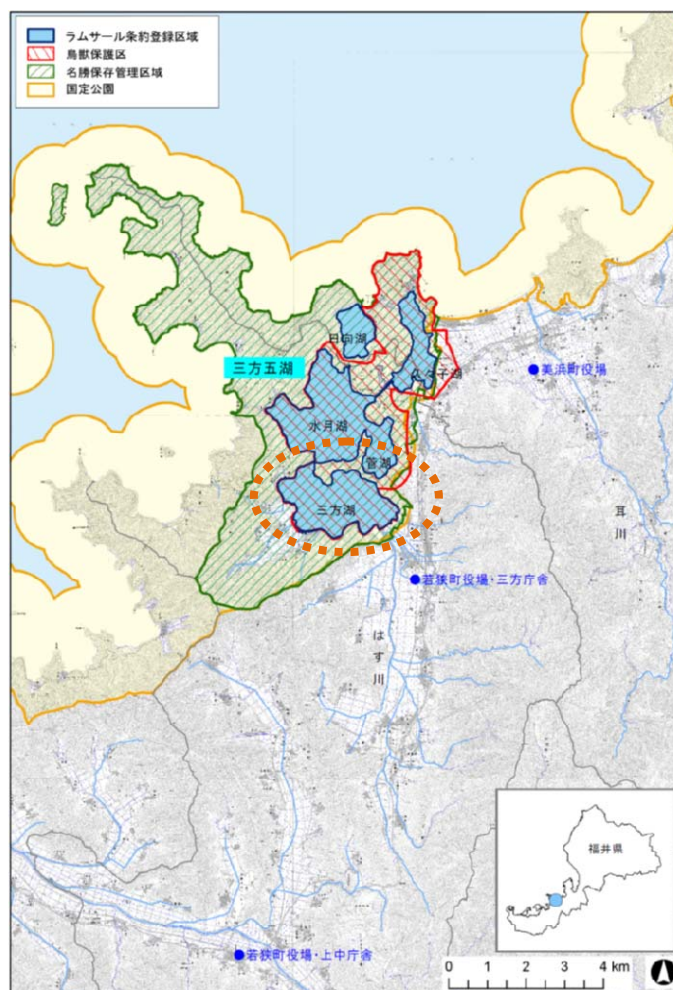 ラムサール条約登録区域
鳥獣保護区
名勝保存管理区域
国定公園
日向湖
久々子湖
三方五湖
美浜町役場
水月湖
菅湖
三方湖
耳川
若狭町役場・三方庁舎
はす川
福井県
若狭町役場・上中庁舎
0 1 2 3 4 km